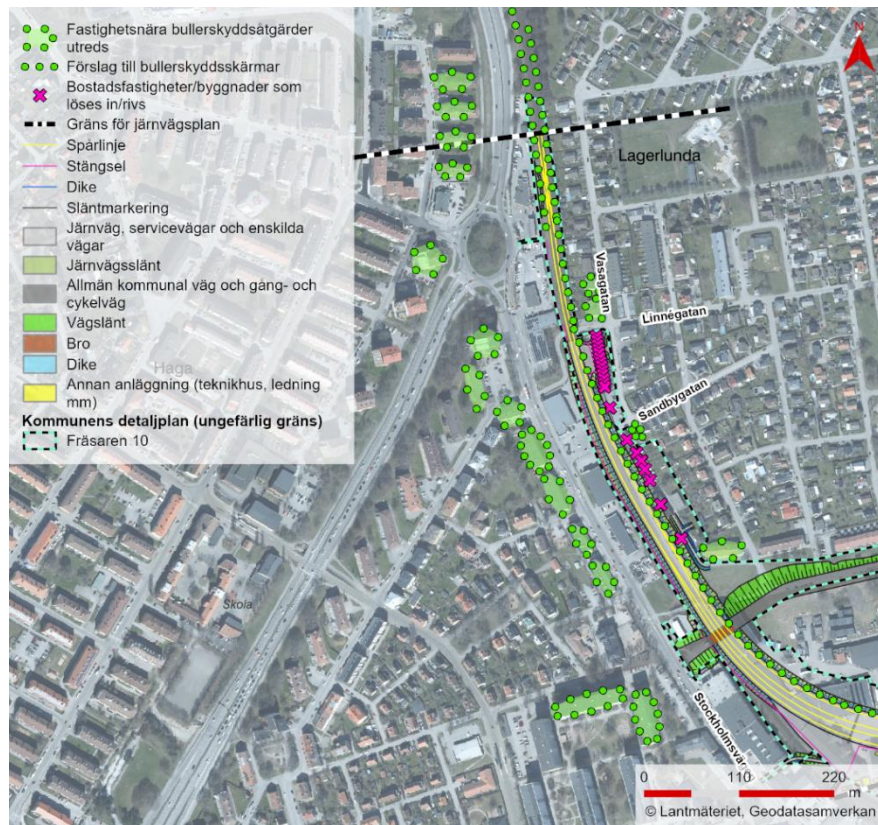 Fastighetsnära bullerskyddsåtgärder
utreds
Förslag till bullerskyddsskärmar
Bostadsfastigheter/byggnader som
löses in/rivs
Gräns för järnvägsplan
Spårlinje
Stängsel
Dike
Släntmarkering
Järnväg, servicevägar och enskilda
vägar
Järnvägsslänt
Allmän kommunal väg och gång- och
cykelväg
Vägslänt
Bro
Dike
Annan anläggning (teknikhus, ledning
mm)
Kommunens detaljplan (ungefärlig gräns)
Fräsaren 10
N
Lagerlunda
Vasagatan
Linnégatan
Sandbygatan
Haga
Skola
Stockholmsväg
0 110 220
m
© Lantmäteriet, Geodatasamverkan